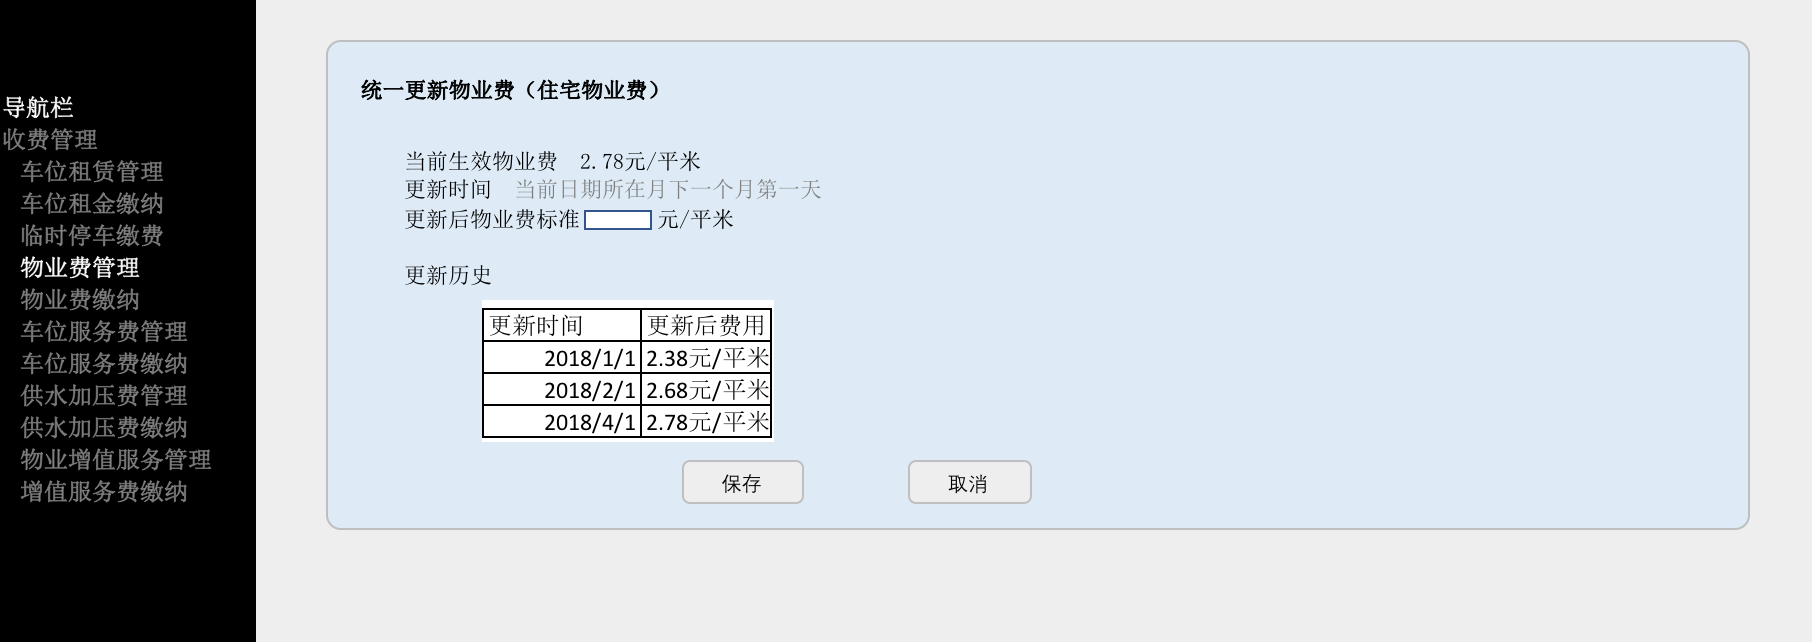 导航栏
收费管理
车位租赁管理
车位租金缴纳
临时停车缴费
物业费管理
物业费缴纳
车位服务费管理
车位服务费缴纳
供水加压费管理
供水加压费缴纳
物业增值服务管理
增值服务费缴纳
统一更新物业费（住宅物业费）
当前生效物业费 2.78元/平米
更新时间 当前日期所在月下一个月第一天
更新后物业费标准 元/平米
更新历史
更新时间 更新后费用
2018/1/1 2.38元/平米
2018/2/1 2.68元/平米
2018/4/1 2.78元/平米
保存 取消